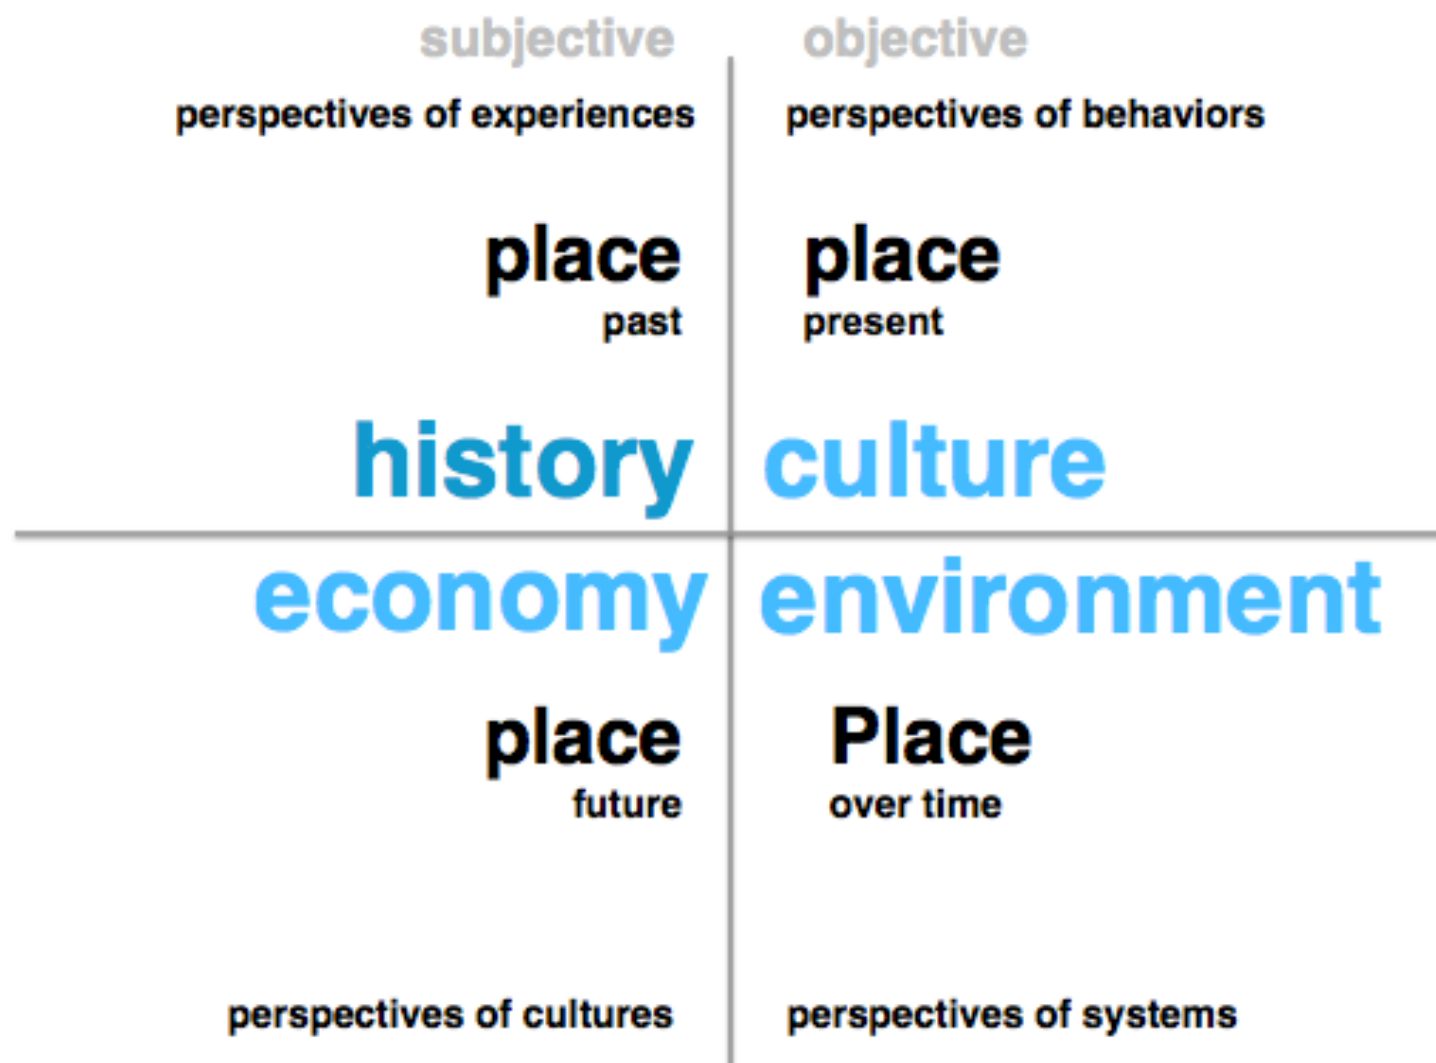 subjective
objective
perspectives of experiences
perspectives of behaviors
place
past
place
present
history
culture
economy
environment
place
future
Place
over time
perspectives of cultures
perspectives of systems